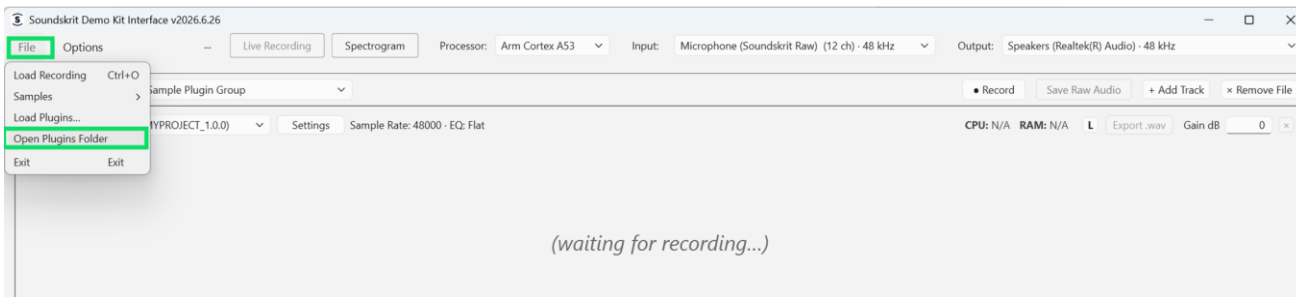 Soundskrit Demo Kit Interface v2026.6.26
File Options ... Live Recording Spectrogram Processor: Arm Cortex A53 Input: Microphone (Soundskrit Raw) (12 ch) · 48 kHz Output: Speakers (Realtek(R) Audio) · 48 kHz
Load Recording Ctrl+O
Samples >
Load Plugins...
Open Plugins Folder
Exit Exit
Sample Plugin Group ● Record Save Raw Audio + Add Track × Remove File
MYPROJECT_1.0.0) Settings Sample Rate: 48000 · EQ: Flat CPU: N/A RAM: N/A L Export .wav Gain dB 0 ×
(waiting for recording...)